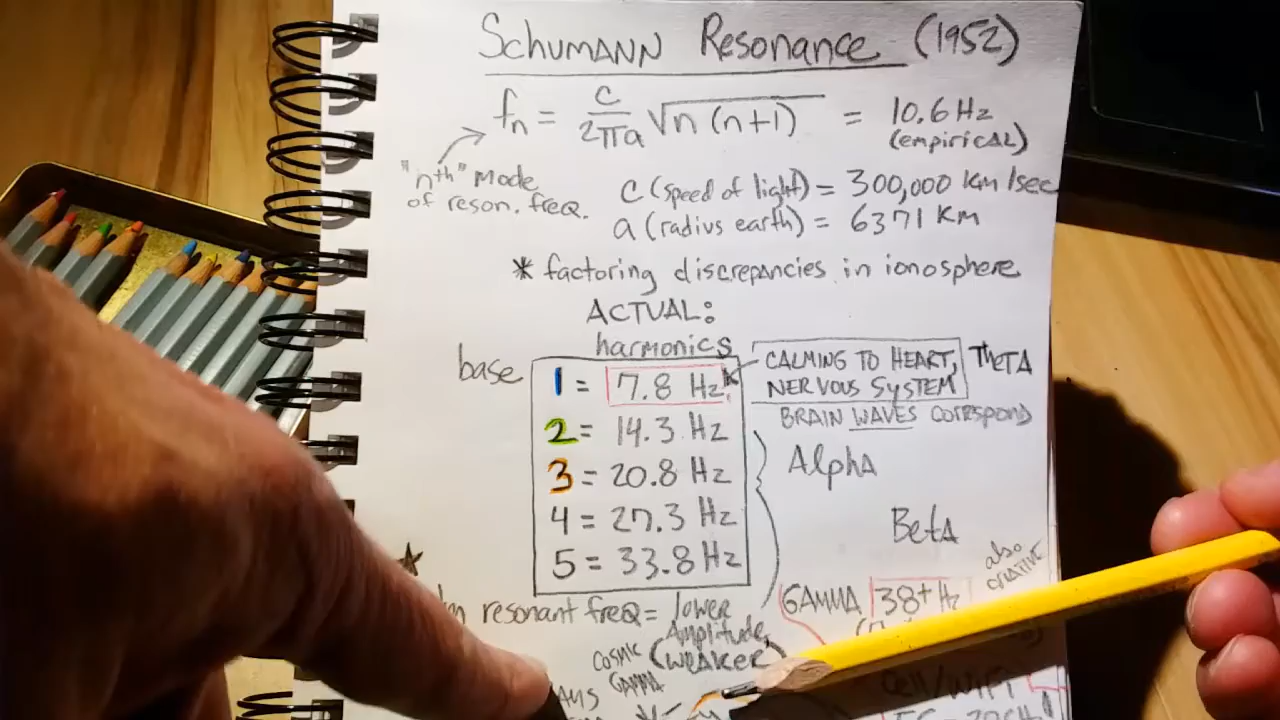 Schumann Resonance (1952)
fn = c/2πa √n(n+1) = 10.6 Hz
(empirical)
"nth" Mode
of reson. freq.
c (speed of light) = 300,000 Km/sec
a (radius earth) = 6371 Km
* factoring discrepancies in ionosphere
ACTUAL:
harmonics
base
1 = 7.8 Hz
2 = 14.3 Hz
3 = 20.8 Hz
4 = 27.3 Hz
5 = 33.8 Hz
CALMING TO HEART,
NERVOUS SYSTEM
Theta
BRAIN WAVES correspond
Alpha
Beta
also
creative
GAMMA 38+ Hz
resonant freq = lower
Amplitude
(weaker)
cosmic
gamma
Cell/WiFi